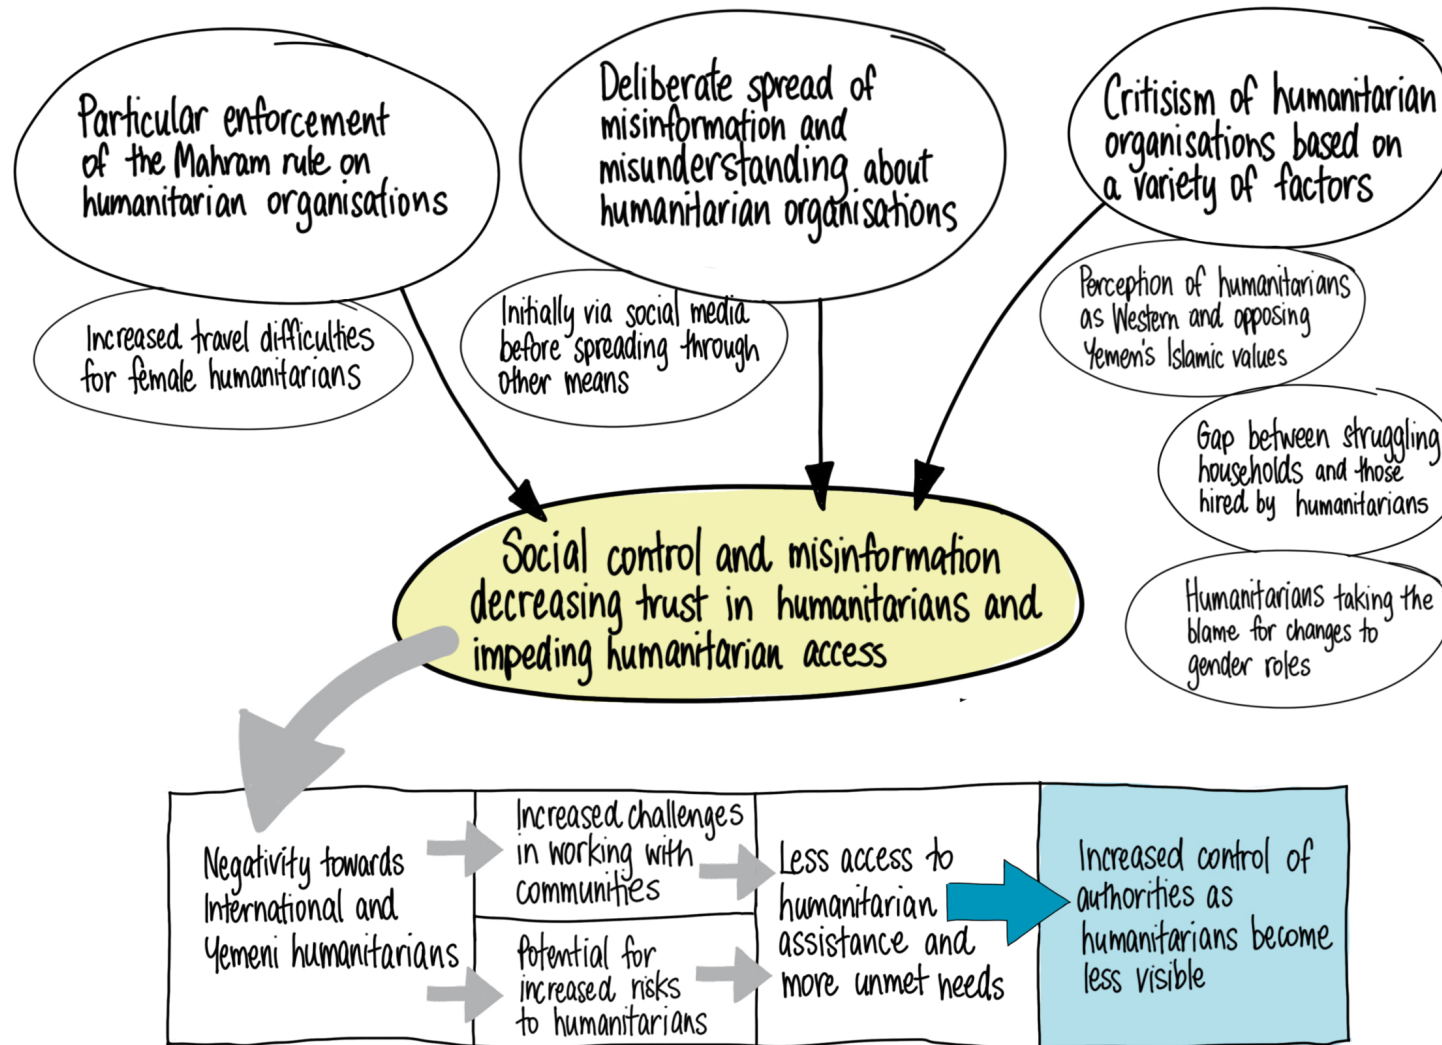 Particular enforcement
of the Mahram rule on
humanitarian organisations
Increased travel difficulties
for female humanitarians
Deliberate spread of
misinformation and
misunderstanding about
humanitarian organisations
Initially via social media
before spreading through
other means
Critisism of humanitarian
organisations based on
a variety of factors
Perception of humanitarians
as Western and opposing
Yemen's Islamic values
Gap between struggling
households and those
hired by humanitarians
Humanitarians taking the
blame for changes to
gender roles
Social control and misinformation
decreasing trust in humanitarians and
impeding humanitarian access
Negativity towards
International and
Yemeni humanitarians
Increased challenges
in working with
communities
Potential for
increased risks
to humanitarians
Less access to
humanitarian
assistance and
more unmet needs
Increased control of
authorities as
humanitarians become
less visible